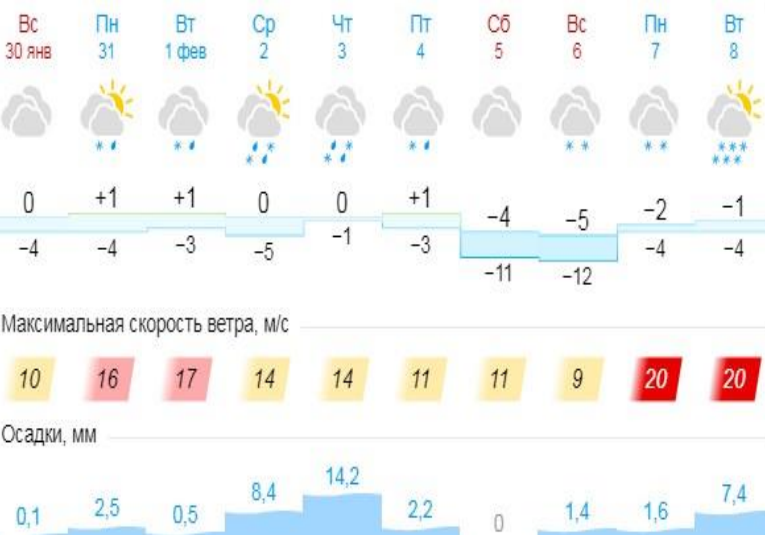 Вс Пн Вт Ср Чт Пт Сб Вс Пн Вт
30 янв 31 1 фев 2 3 4 5 6 7 8
0 +1 +1 0 0 +1 −4 −5 −2 −1
−4 −4 −3 −5 −1 −3 −11 −12 −4 −4
Максимальная скорость ветра, м/с
10 16 17 14 14 11 11 9 20 20
Осадки, мм
0,1 2,5 0,5 8,4 14,2 2,2 0 1,4 1,6 7,4